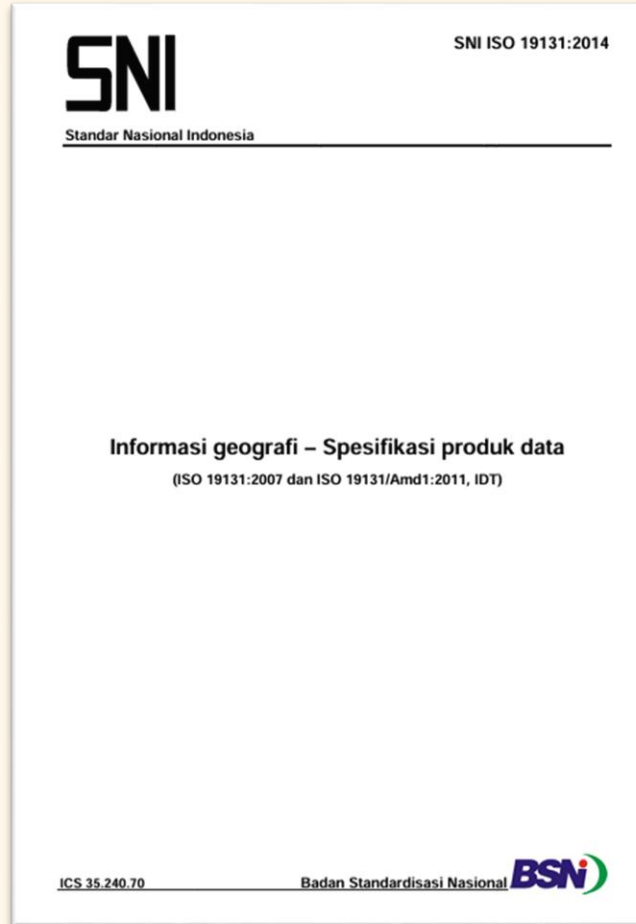 SNI
SNI ISO 19131:2014
Standar Nasional Indonesia
Informasi geografi – Spesifikasi produk data
(ISO 19131:2007 dan ISO 19131/Amd1:2011, IDT)
ICS 35.240.70
Badan Standardisasi Nasional
BSN